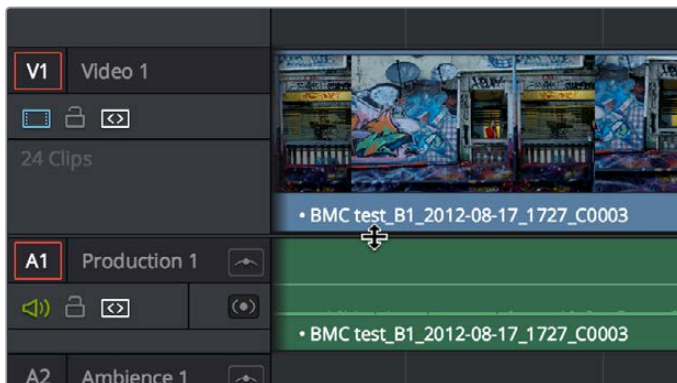 V1 Video 1
24 Clips
• BMC test_B1_2012-08-17_1727_C0003
A1 Production 1
• BMC test_B1_2012-08-17_1727_C0003
A2 Ambience 1